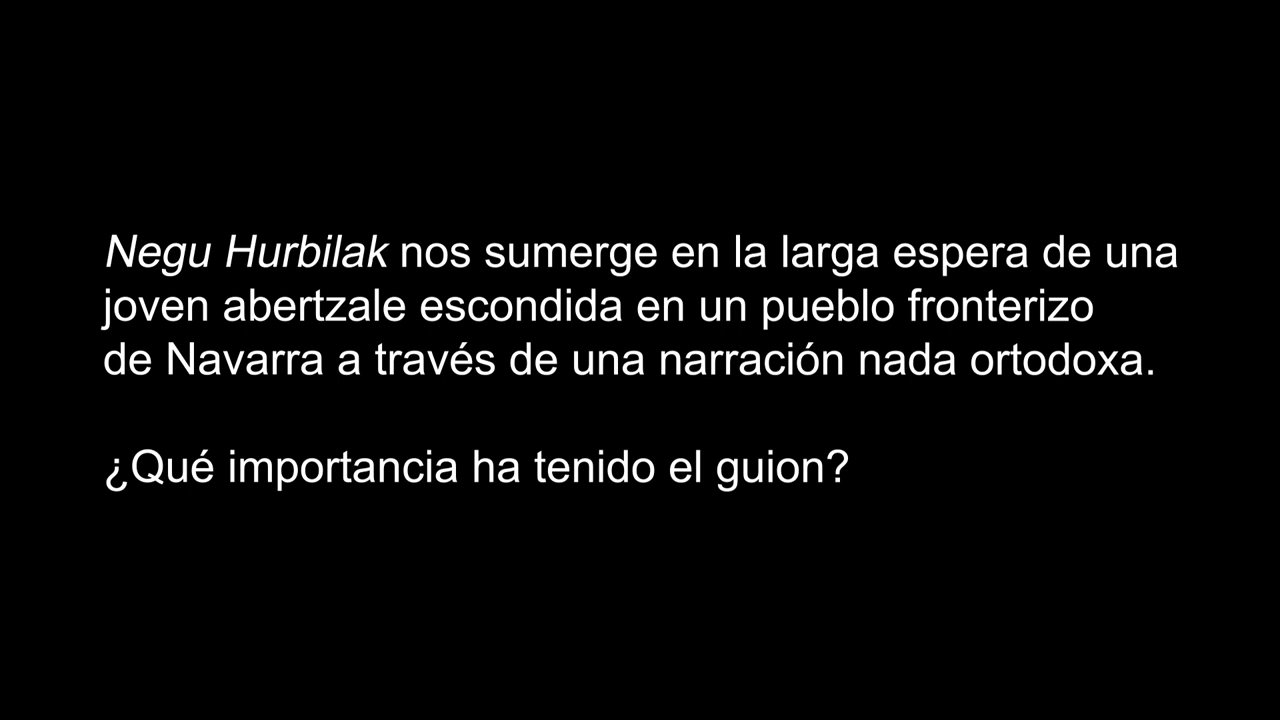 Negu Hurbilak nos sumerge en la larga espera de una
joven abertzale escondida en un pueblo fronterizo
de Navarra a través de una narración nada ortodoxa.
¿Qué importancia ha tenido el guion?